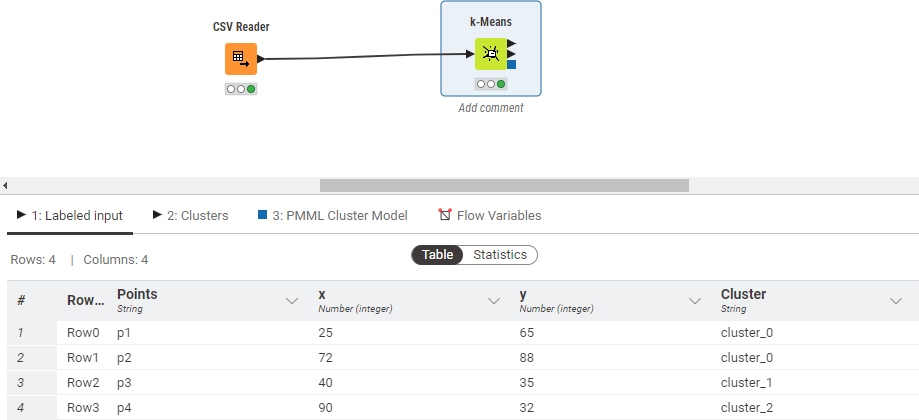 CSV Reader
k-Means
Add comment
1: Labeled input 2: Clusters 3: PMML Cluster Model Flow Variables
Rows: 4 | Columns: 4 Table Statistics
# Row... Points x y Cluster
String Number (integer) Number (integer) String
1 Row0 p1 25 65 cluster_0
2 Row1 p2 72 88 cluster_0
3 Row2 p3 40 35 cluster_1
4 Row3 p4 90 32 cluster_2